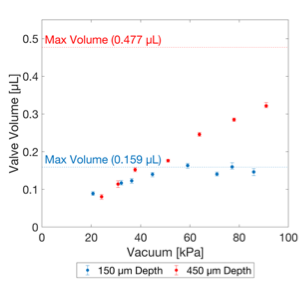 0.5
Max Volume (0.477 µL)
0.4
0.3
0.2
Max Volume (0.159 µL)
0.1
0
Valve Volume [µL]
0 20 40 60 80 100
Vacuum [kPa]
150 µm Depth 450 µm Depth